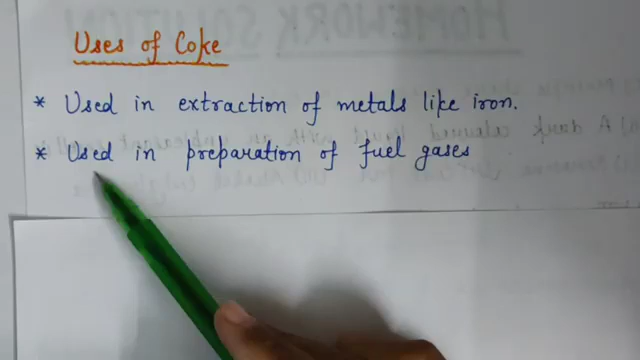 Uses of Coke
* Used in extraction of metals like iron.
* Used in preparation of fuel gases